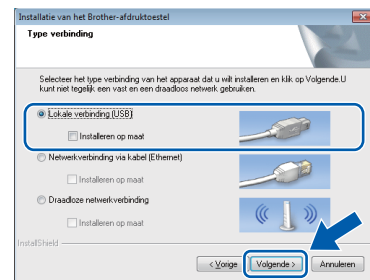 Installatie van het Brother-afdruktoestel
Type verbinding
Selecteer het type verbinding van het apparaat dat u wilt installeren en klik op Volgende.U
kunt niet tegelijk een vast en een draadloos netwerk gebruiken.
Lokale verbinding (USB)
Installeren op maat
Netwerkverbinding via kabel (Ethernet)
Installeren op maat
Draadloze netwerkverbinding
Installeren op maat
InstallShield
< Vorige
Volgende >
Annuleren